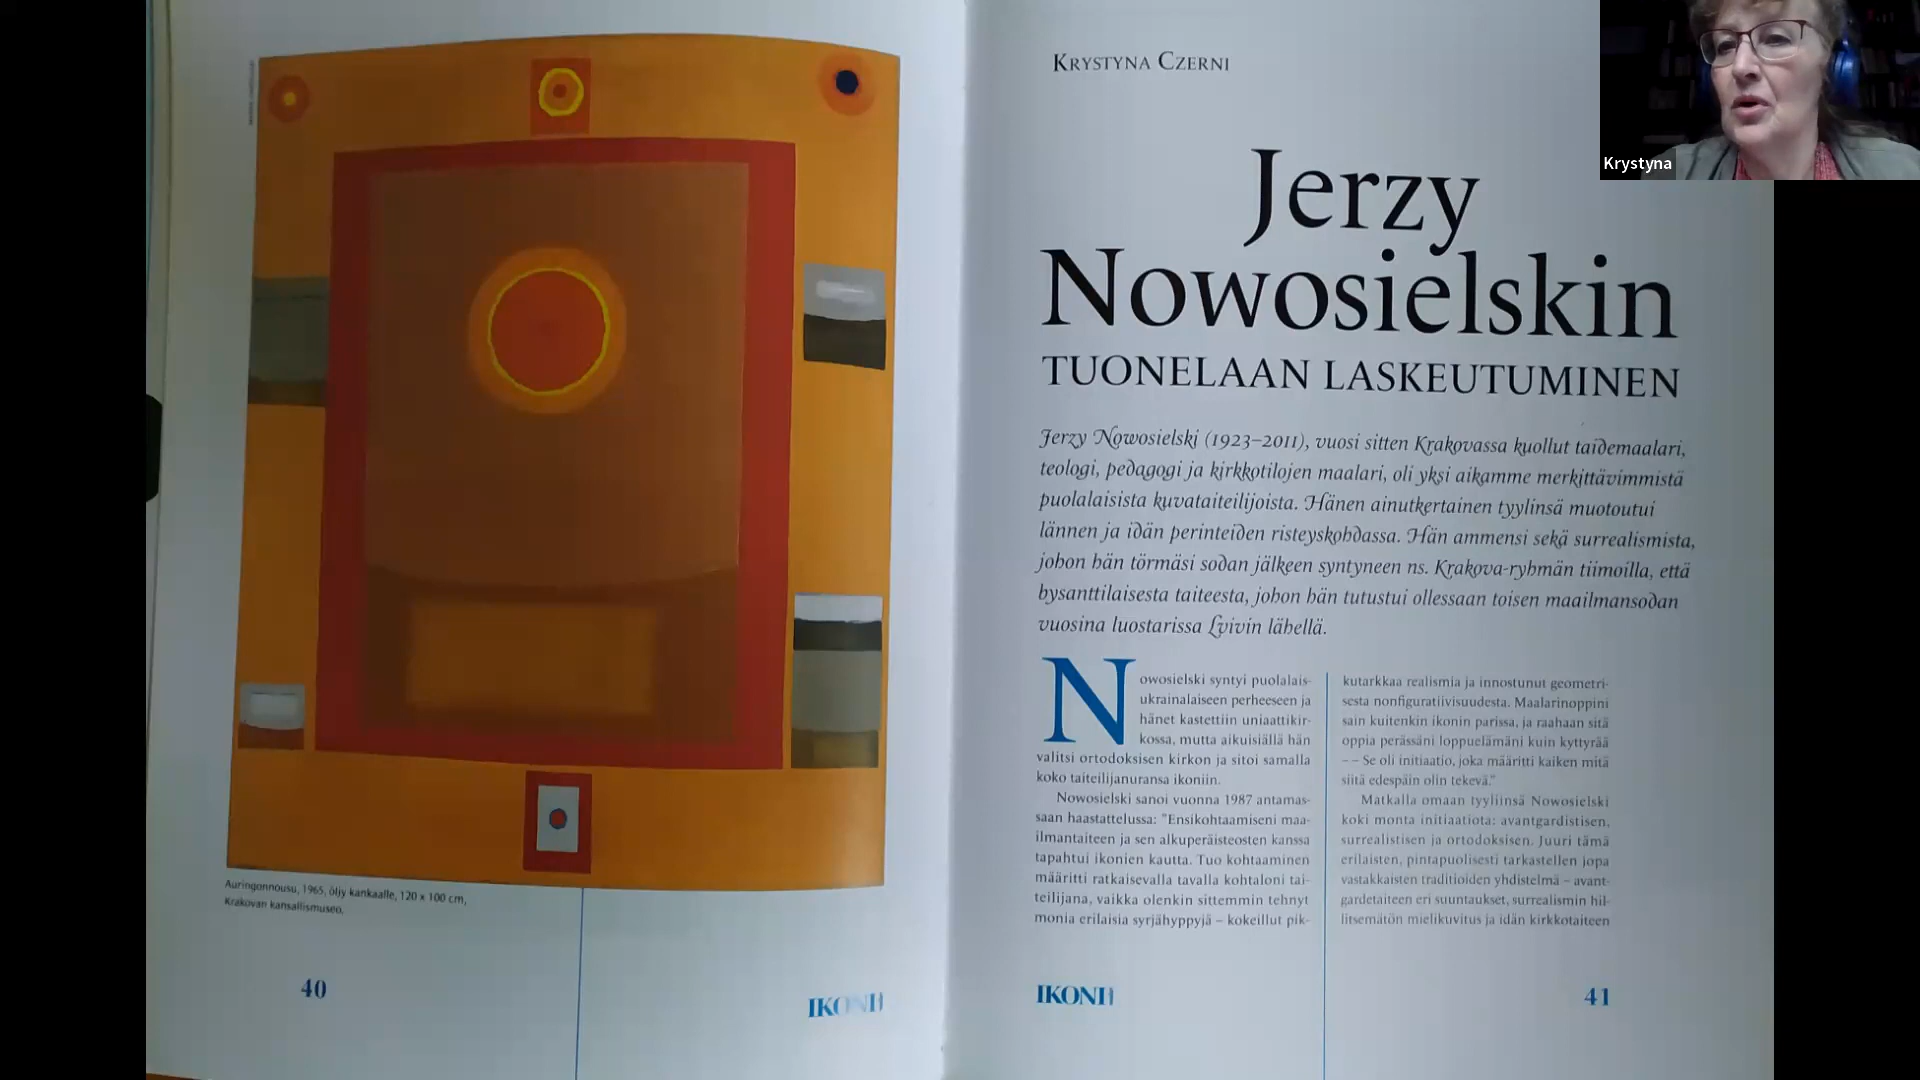 Krystyna
Auringonnousu, 1965, öljy kankaalle, 120 x 100 cm,
Krakovan kansallismuseo.
40
IKONI
KRYSTYNA CZERNI
Jerzy
Nowosielskin
TUONELAAN LASKEUTUMINEN
Jerzy Nowosielski (1923–2011), vuosi sitten Krakovassa kuollut taidemaalari,
teologi, pedagogi ja kirkkotilojen maalari, oli yksi aikamme merkittävimmistä
puolalaisista kuvataiteilijoista. Hänen ainutkertainen tyylinsä muotoutui
lännen ja idän perinteiden risteyskohdassa. Hän ammensi sekä surrealismista,
johon hän törmäsi sodan jälkeen syntyneen ns. Krakova-ryhmän tiimoilla, että
bysanttilaisesta taiteesta, johon hän tutustui ollessaan toisen maailmansodan
vuosina luostarissa Lvivin lähellä.
Nowosielski syntyi puolalais-
ukrainalaiseen perheeseen ja
hänet kastettiin uniaattikir-
kossa, mutta aikuisiällä hän
valitsi ortodoksisen kirkon ja sitoi samalla
koko taiteilijanuransa ikoniin.
Nowosielski sanoi vuonna 1987 antamas-
saan haastattelussa: "Ensikohtaamiseni maa-
ilmantaiteen ja sen alkuperäisteosten kanssa
tapahtui ikonien kautta. Tuo kohtaaminen
määritti ratkaisevalla tavalla kohtaloni tai-
teilijana, vaikka olenkin sittemmin tehnyt
monia erilaisia syrjähyppyjä – kokeillut pik-
kutarkkaa realismia ja innostunut geometri-
sesta nonfiguratiivisuudesta. Maalarinoppini
sain kuitenkin ikonin parissa, ja raahaan sitä
oppia perässäni loppuelämäni kuin kyttyrää
– – Se oli initiaatio, joka määritti kaiken mitä
siitä edespäin olin tekevä."
Matkalla omaan tyyliinsä Nowosielski
koki monta initiaatiota: avantgardistisen,
surrealistisen ja ortodoksisen. Juuri tämä
erilaisten, pintapuolisesti tarkastellen jopa
vastakkaisten traditioiden yhdistelmä – avant-
gardetaiteen eri suuntaukset, surrealismin hil-
litsemätön mielikuvitus ja idän kirkkotaiteen
IKONI
41